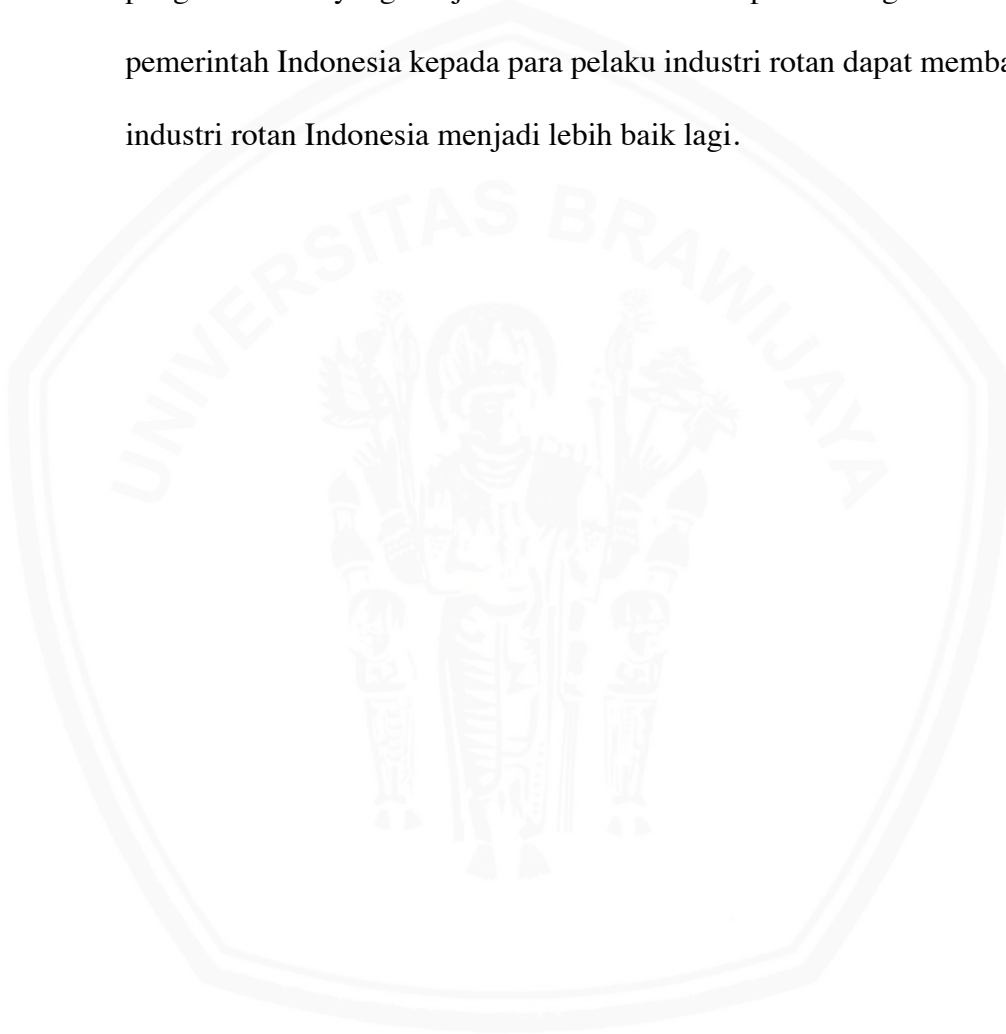 pemerintah Indonesia kepada para pelaku industri rotan dapat memba
industri rotan Indonesia menjadi lebih baik lagi.
UNIVERSITAS BRAWIJAYA